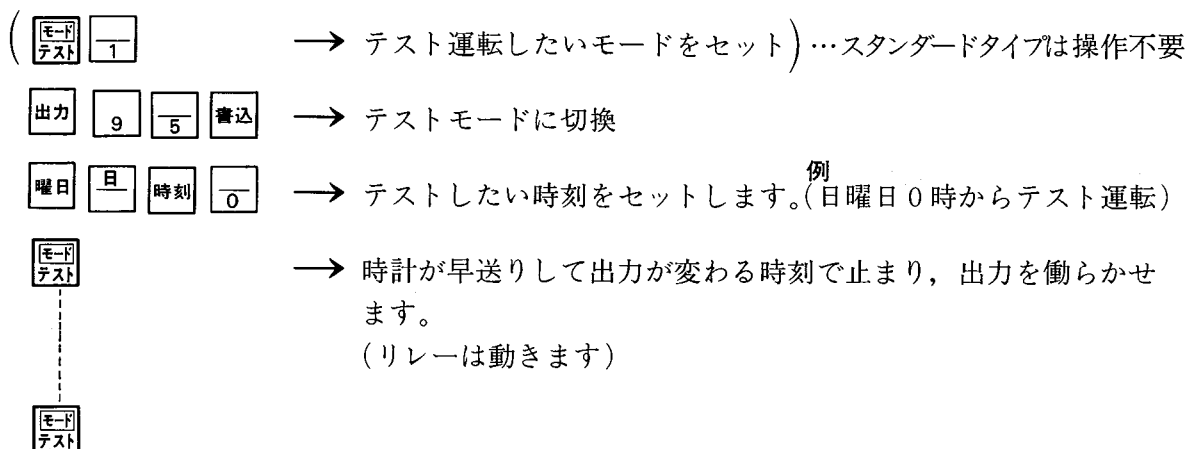 (モード テスト 1 → テスト運転したいモードをセット)…スタンダードタイプは操作不要
出力 9 5 書込 → テストモードに切換
曜日 日 時刻 0 → テストしたい時刻をセットします。(例 日曜日0時からテスト運転)
モード テスト → 時計が早送りして出力が変わる時刻で止まり,出力を働らかせ
ます。
(リレーは動きます)
モード テスト